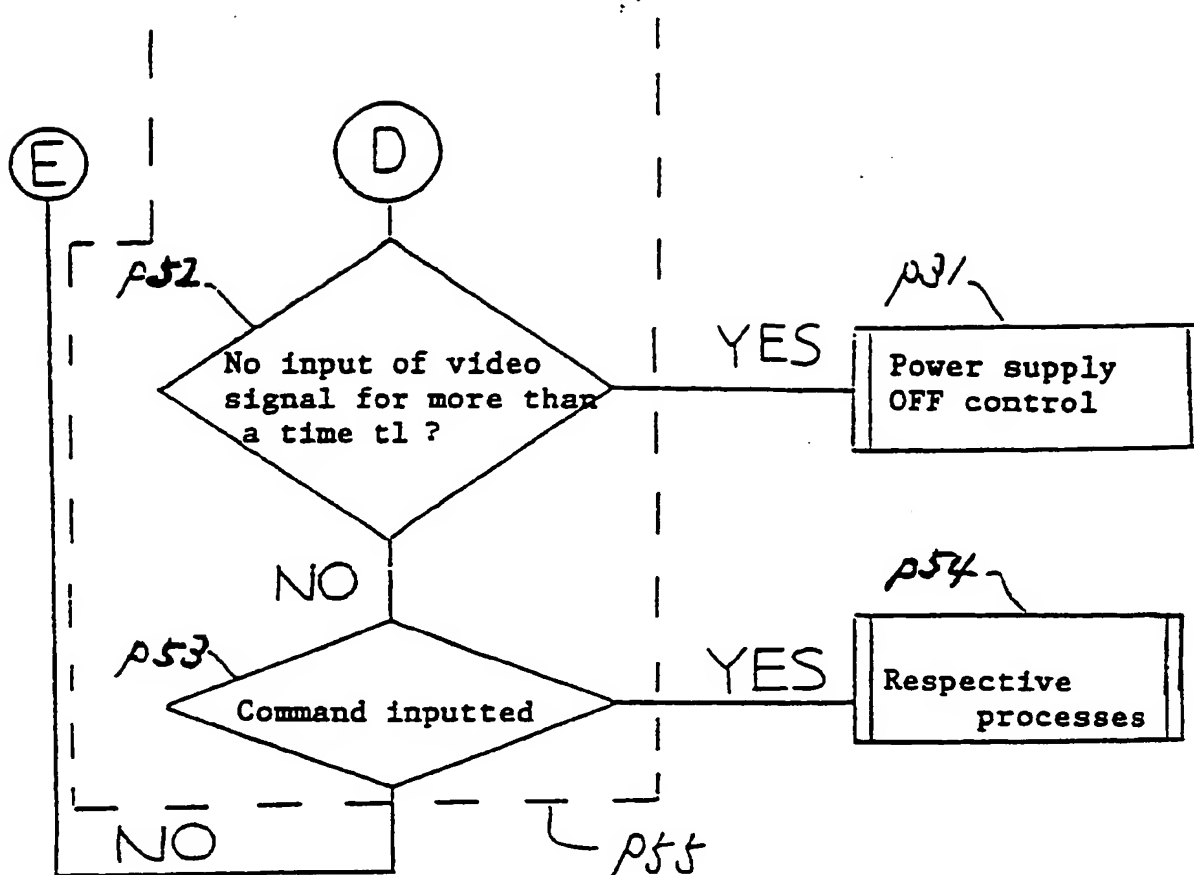 E
D
p52
No input of video
signal for more than
a time t1 ?
YES
p31
Power supply
OFF control
NO
p53
Command inputted
YES
p54
Respective
processes
NO
p55